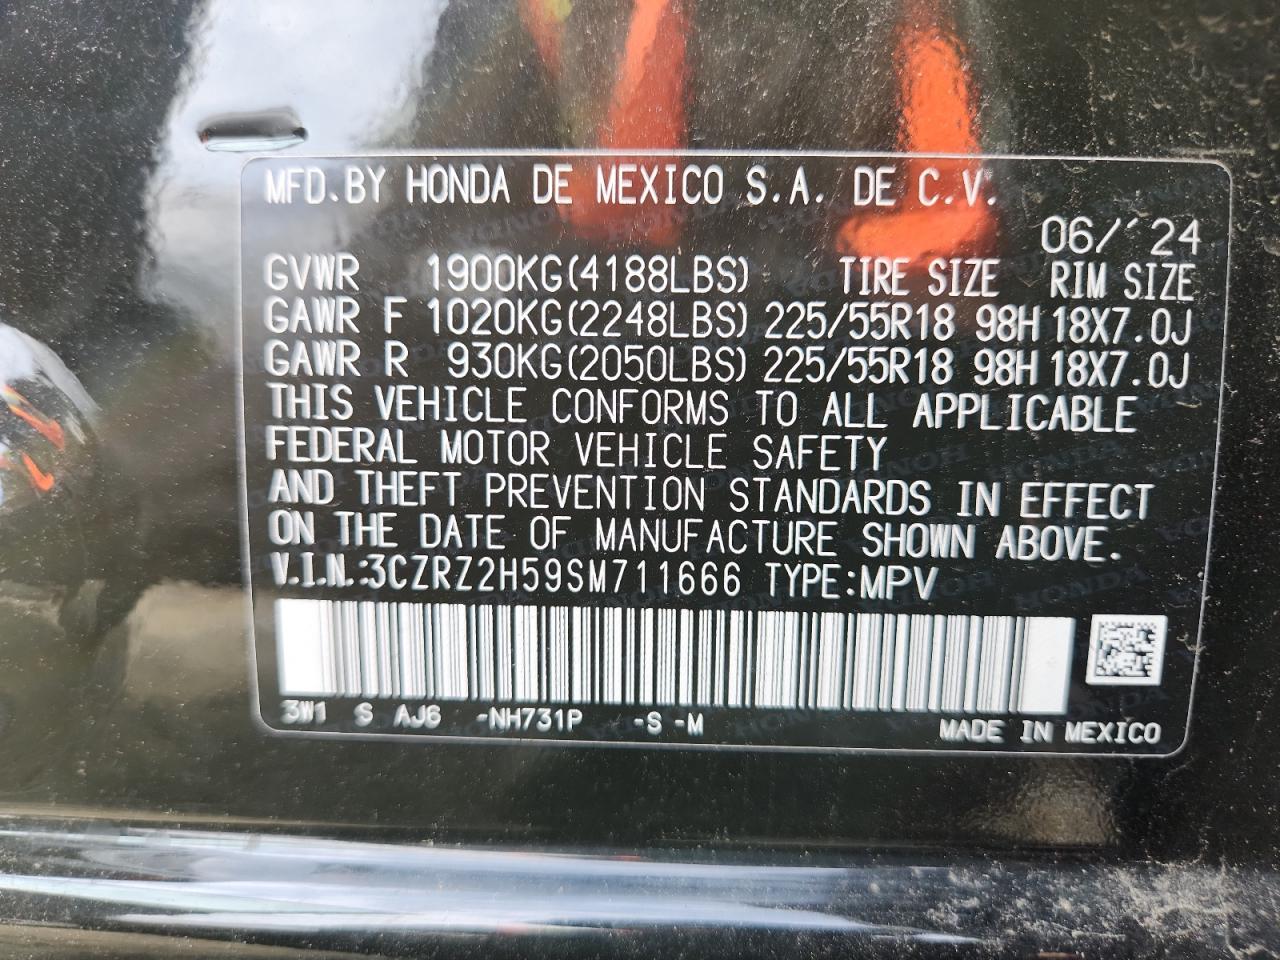 MFD.BY HONDA DE MEXICO S.A. DE C.V.
06/'24
GVWR 1900KG(4188LBS) TIRE SIZE RIM SIZE
GAWR F 1020KG(2248LBS) 225/55R18 98H 18X7.0J
GAWR R 930KG(2050LBS) 225/55R18 98H 18X7.0J
THIS VEHICLE CONFORMS TO ALL APPLICABLE
FEDERAL MOTOR VEHICLE SAFETY
AND THEFT PREVENTION STANDARDS IN EFFECT
ON THE DATE OF MANUFACTURE SHOWN ABOVE.
V.I.N.:3CZRZ2H59SM711666 TYPE:MPV
3W1 S AJ6 -NH731P -S -M MADE IN MEXICO